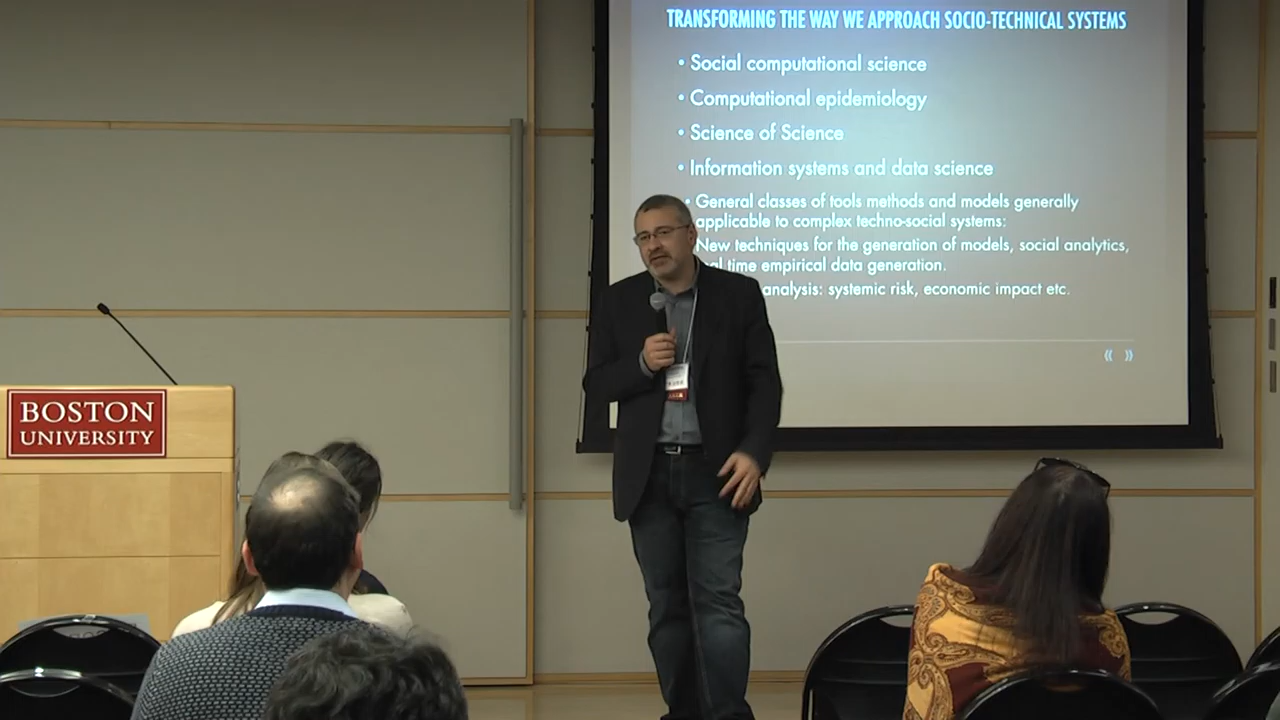 TRANSFORMING THE WAY WE APPROACH SOCIO-TECHNICAL SYSTEMS
• Social computational science
• Computational epidemiology
• Science of Science
• Information systems and data science
• General classes of tools methods and models generally
applicable to complex techno-social systems:
New techniques for the generation of models, social analytics,
time empirical data generation.
analysis: systemic risk, economic impact etc.
« »
BOSTON
UNIVERSITY